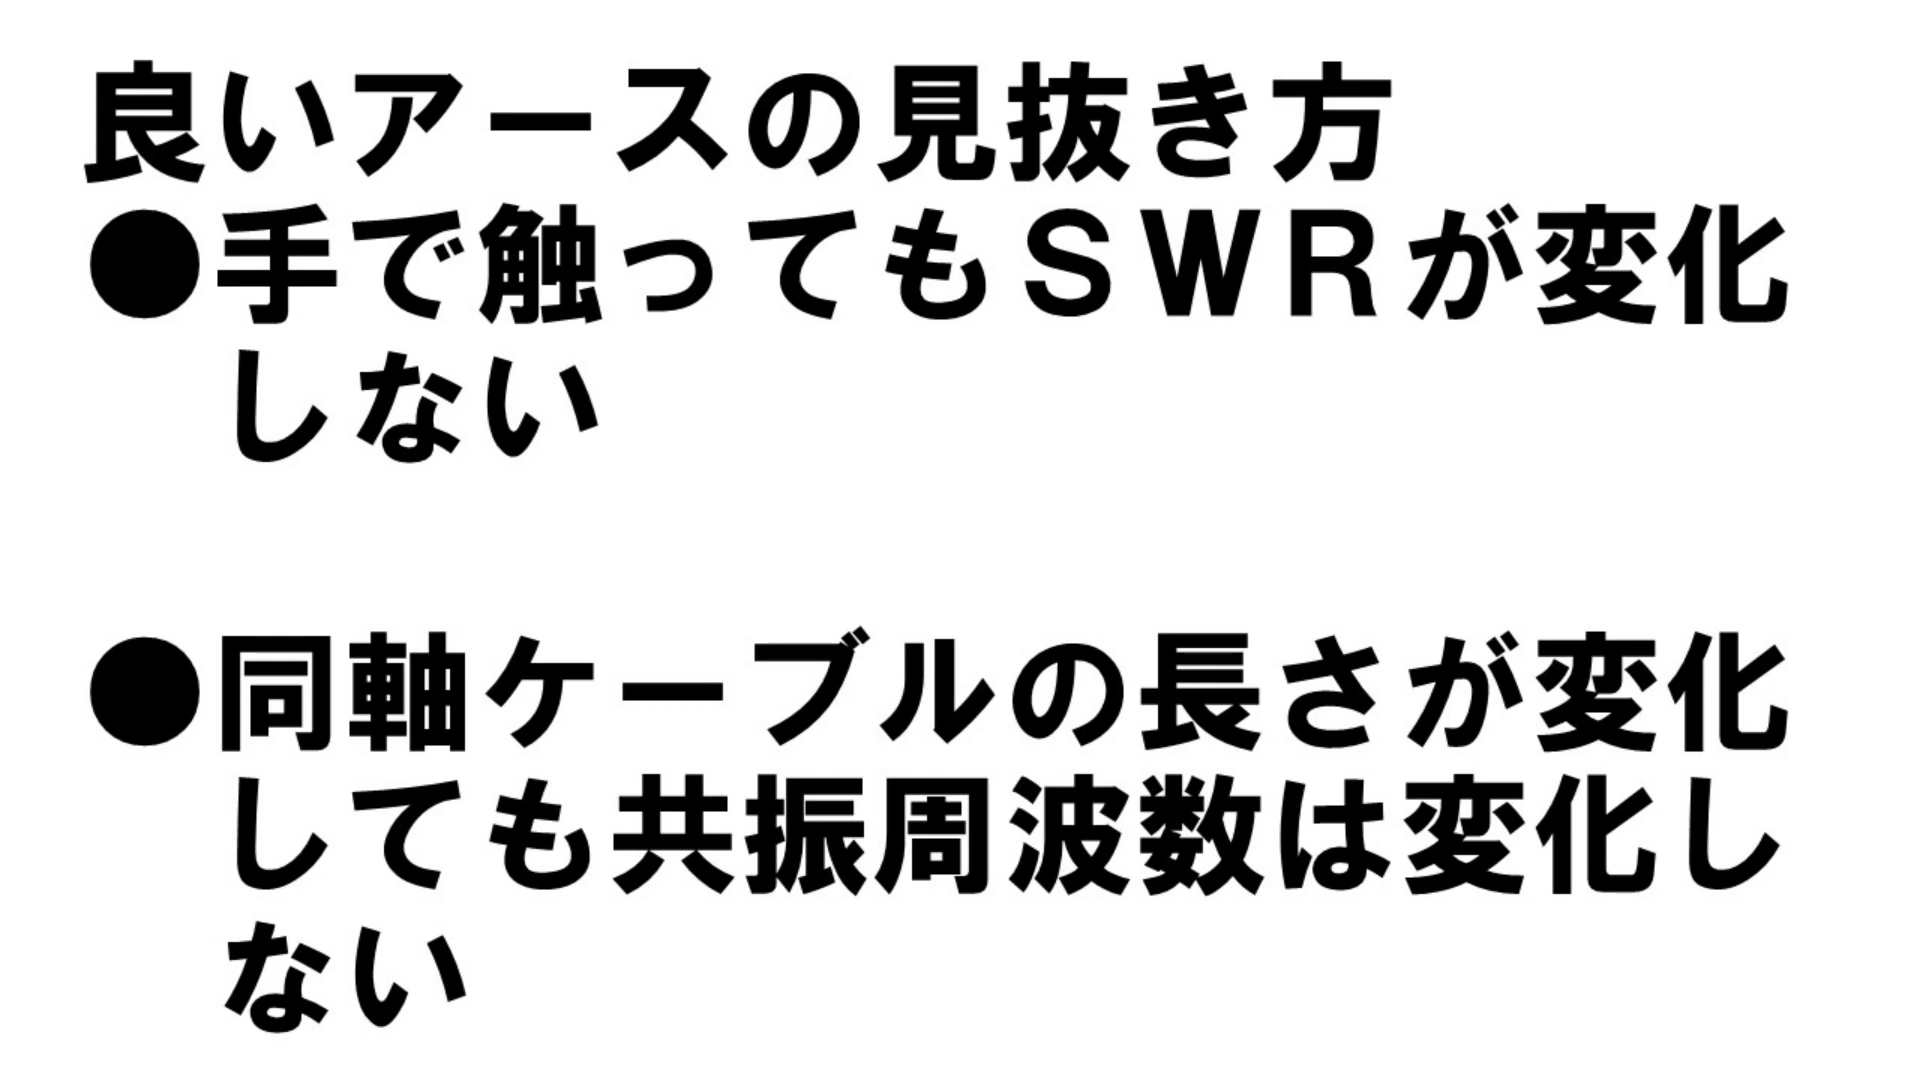 良いアースの見抜き方
●手で触ってもＳＷＲが変化
しない
●同軸ケーブルの長さが変化
しても共振周波数は変化し
ない